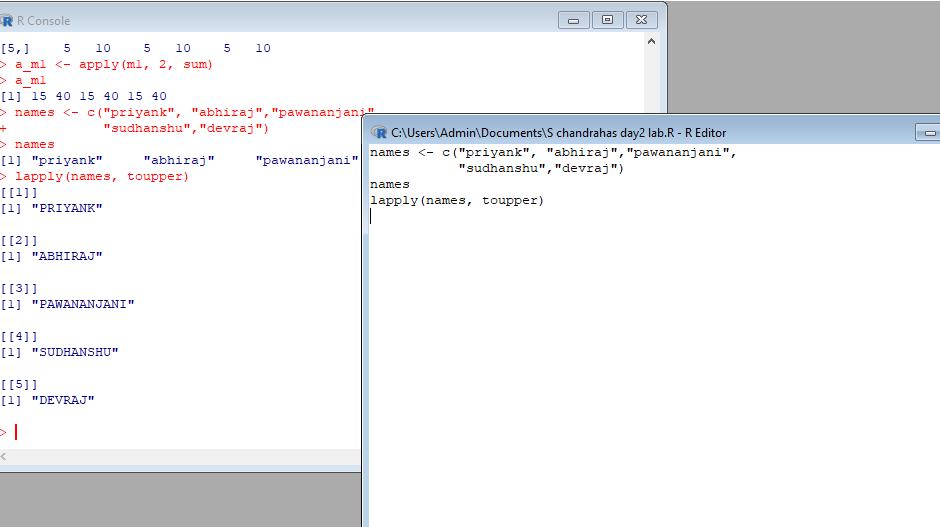 R Console
[5,]    5   10    5   10    5   10
> a_m1 <- apply(m1, 2, sum)
> a_m1
[1] 15 40 15 40 15 40
> names <- c("priyank", "abhiraj","pawananjani",
+            "sudhanshu","devraj")
> names
[1] "priyank"     "abhiraj"     "pawananjani"
> lapply(names, toupper)
[[1]]
[1] "PRIYANK"
[[2]]
[1] "ABHIRAJ"
[[3]]
[1] "PAWANANJANI"
[[4]]
[1] "SUDHANSHU"
[[5]]
[1] "DEVRAJ"
>
C:\Users\Admin\Documents\S chandrahas day2 lab.R - R Editor
names <- c("priyank", "abhiraj","pawananjani",
           "sudhanshu","devraj")
names
lapply(names, toupper)